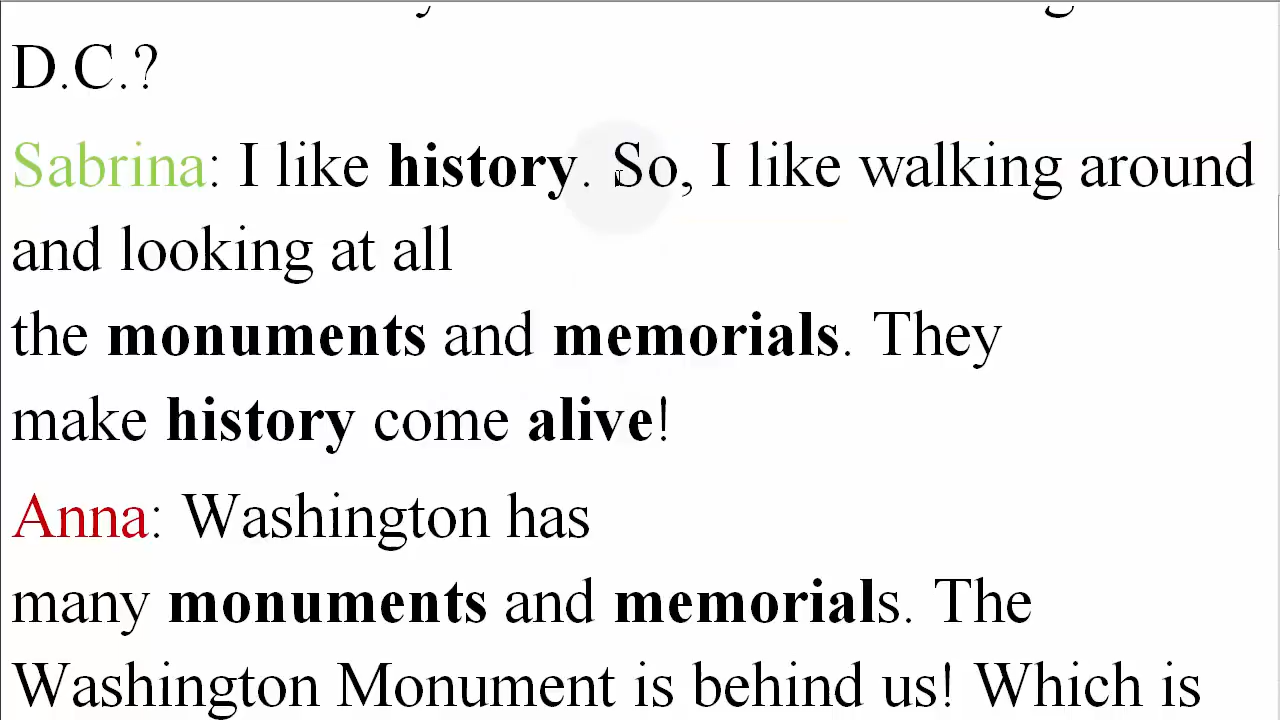 D.C.?
Sabrina: I like history. So, I like walking around
and looking at all
the monuments and memorials. They
make history come alive!
Anna: Washington has
many monuments and memorials. The
Washington Monument is behind us! Which is